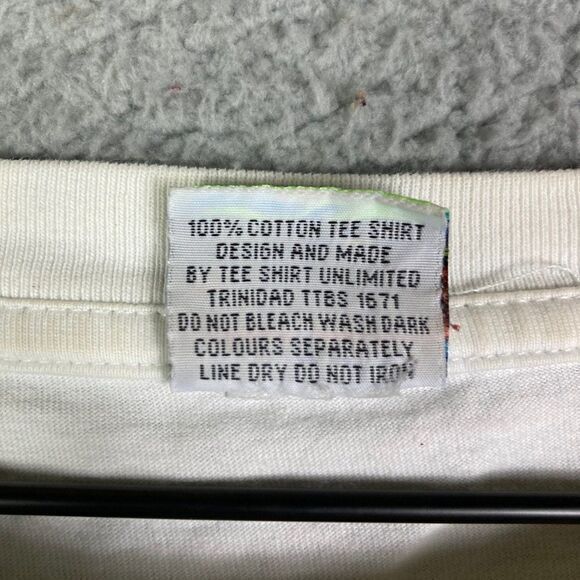 100% COTTON TEE SHIRT
DESIGN AND MADE
BY TEE SHIRT UNLIMITED
TRINIDAD TTBS 1671
DO NOT BLEACH WASH DARK
COLOURS SEPARATELY
LINE DRY DO NOT IRON